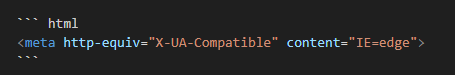 ``` html
<meta http-equiv="X-UA-Compatible" content="IE=edge">
```